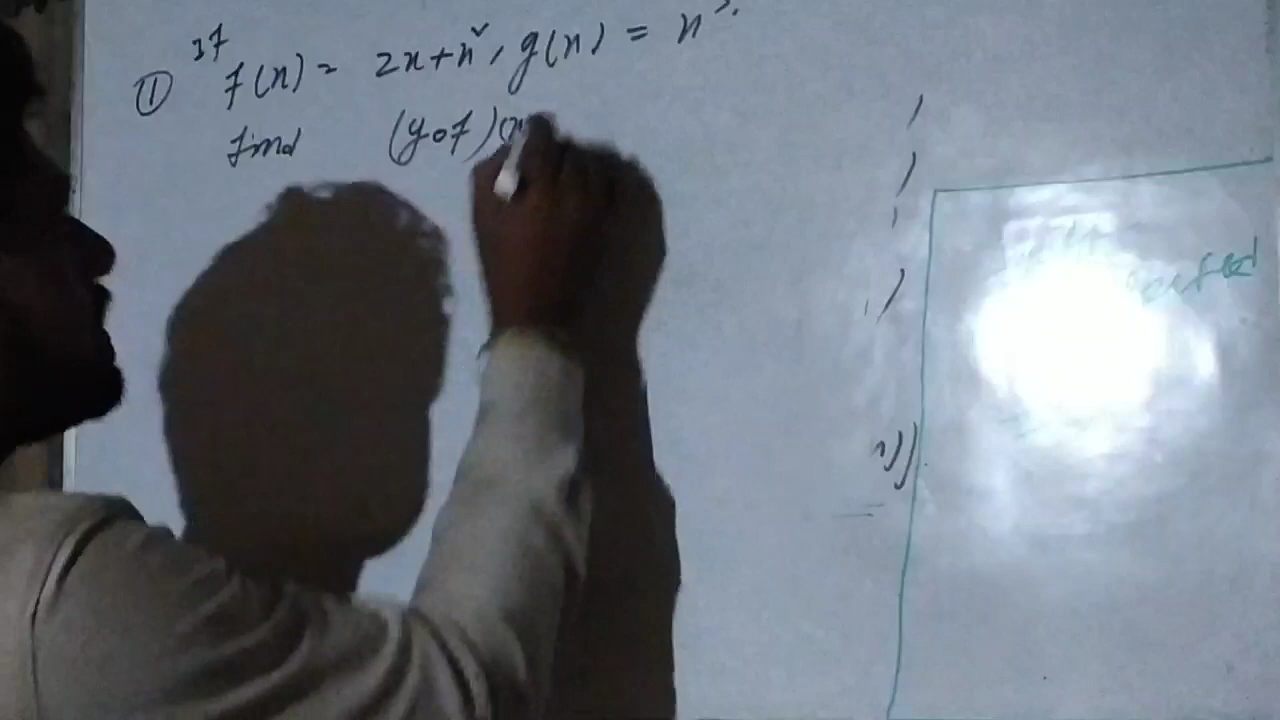 ① If f(x) = 2x+x², g(x) = x³.
find (gof)(x